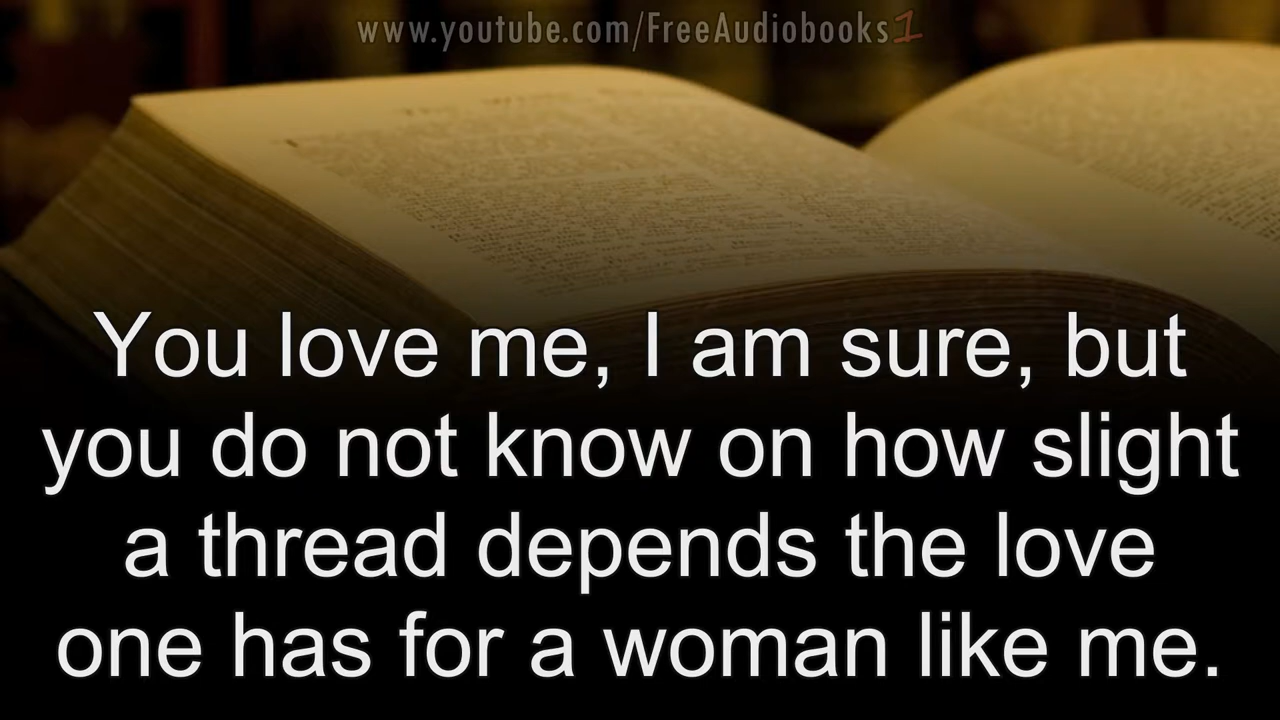 www.youtube.com/FreeAudiobooks1
You love me, I am sure, but
you do not know on how slight
a thread depends the love
one has for a woman like me.